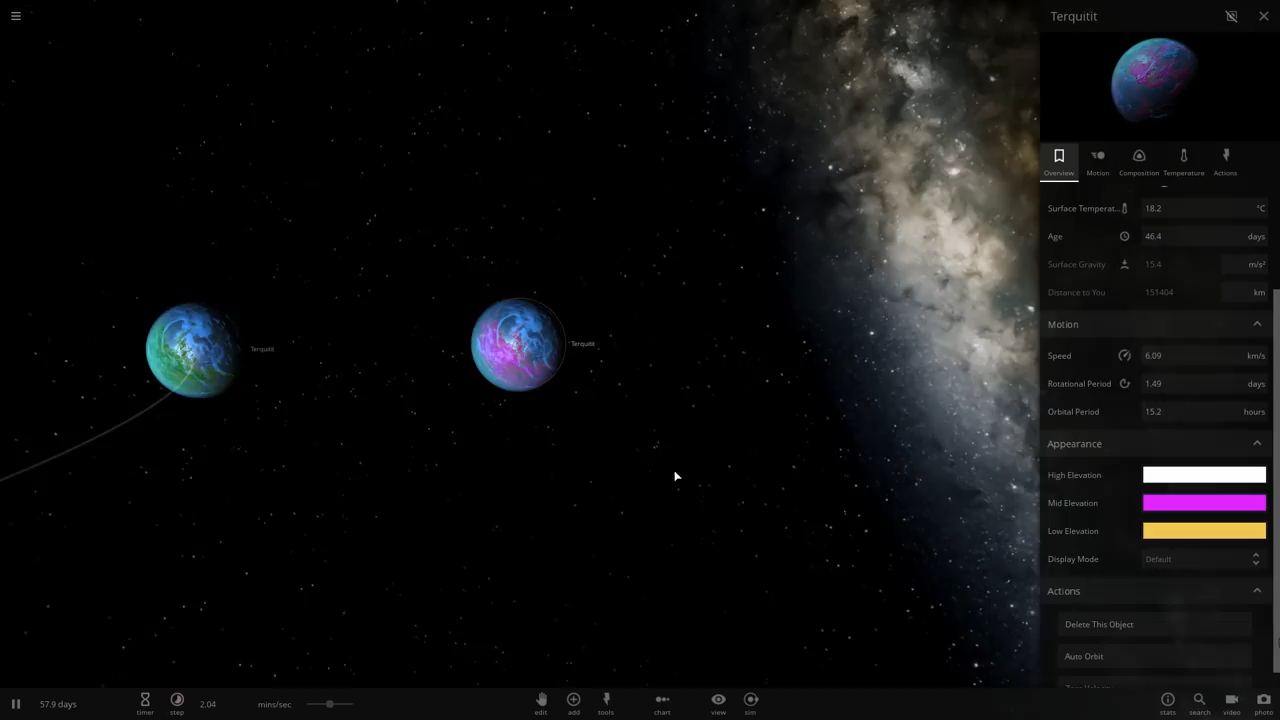 Terquitit
Overview
Motion
Composition
Temperature
Actions
Surface Temperat... 18.2 °C
Age 46.4 days
Surface Gravity 15.4 m/s²
Distance to You 151404 km
Motion
Speed 6.09 km/s
Rotational Period 1.49 days
Orbital Period 15.2 hours
Appearance
High Elevation
Mid Elevation
Low Elevation
Display Mode Default
Actions
Delete This Object
Auto Orbit
Terquitit
Terquitit
57.9 days
timer
step
2.04 mins/sec
edit
add
tools
chart
view
sim
stats
search
video
photo